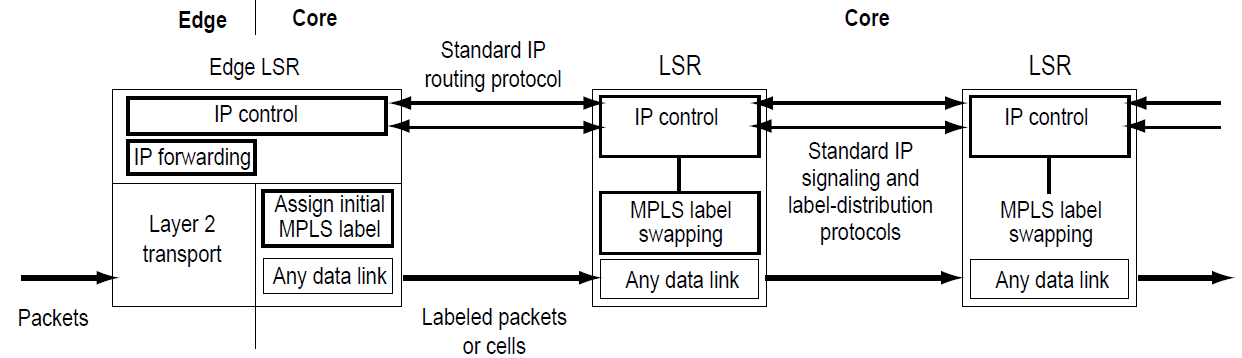 Edge
Core
Core
Edge LSR
Standard IP
routing protocol
LSR
LSR
IP control
IP forwarding
IP control
IP control
Layer 2
transport
Assign initial
MPLS label
Any data link
MPLS label
swapping
Any data link
Standard IP
signaling and
label-distribution
protocols
MPLS label
swapping
Any data link
Packets
Labeled packets
or cells